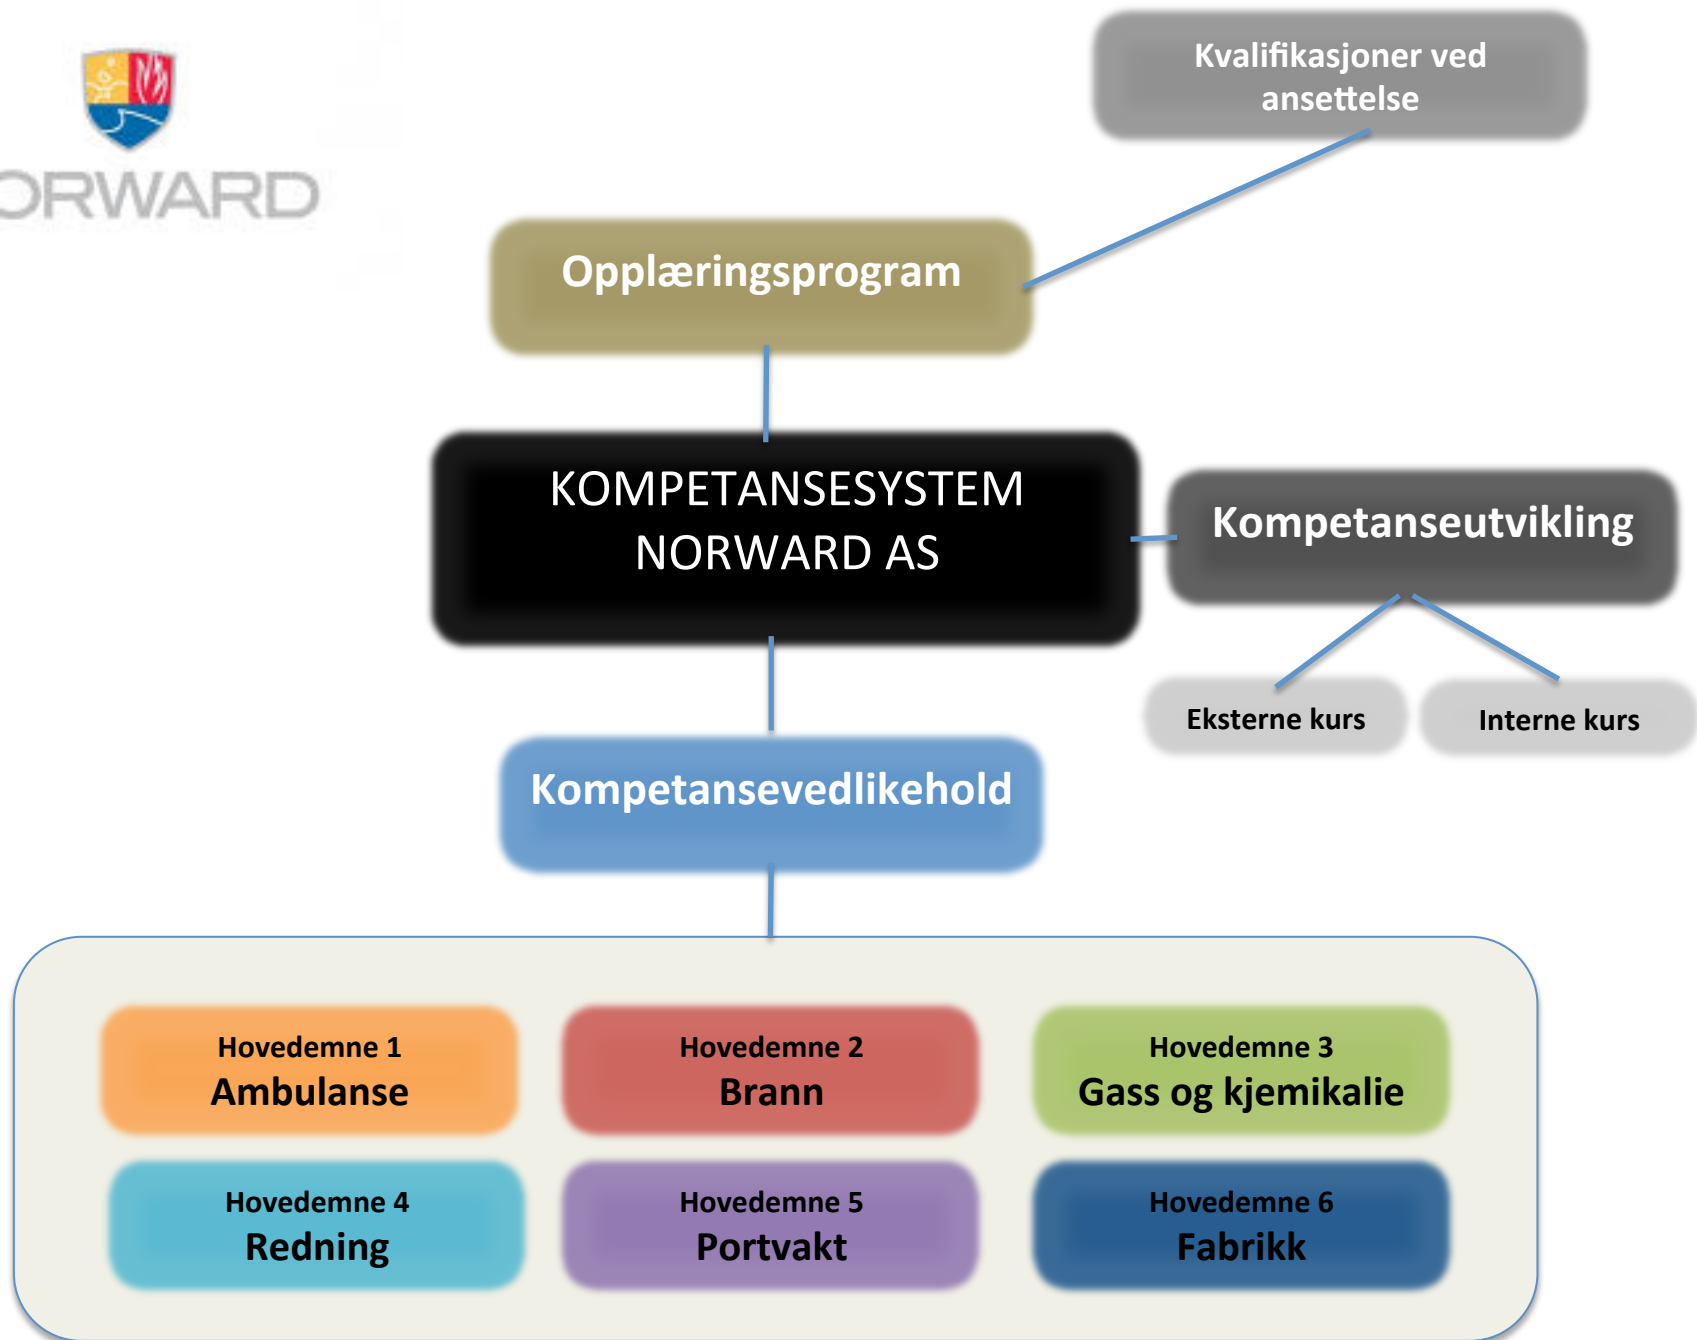 ORWARD
Kvalifikasjoner ved
ansettelse
Opplæringsprogram
KOMPETANSESYSTEM
NORWARD AS
Kompetanseutvikling
Eksterne kurs
Interne kurs
Kompetansevedlikehold
Hovedemne 1
Ambulanse
Hovedemne 2
Brann
Hovedemne 3
Gass og kjemikalie
Hovedemne 4
Redning
Hovedemne 5
Portvakt
Hovedemne 6
Fabrikk